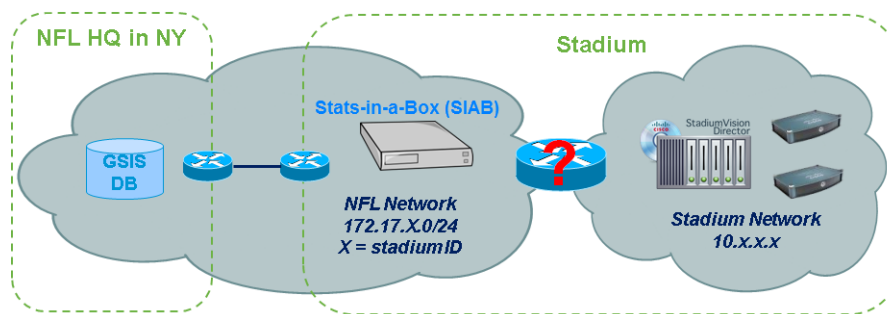 NFL HQ in NY
Stadium
Stats-in-a-Box (SIAB)
GSIS
DB
NFL Network
172.17.X.0/24
X = stadiumID
?
CISCO
StadiumVision
Director
Stadium Network
10.x.x.x